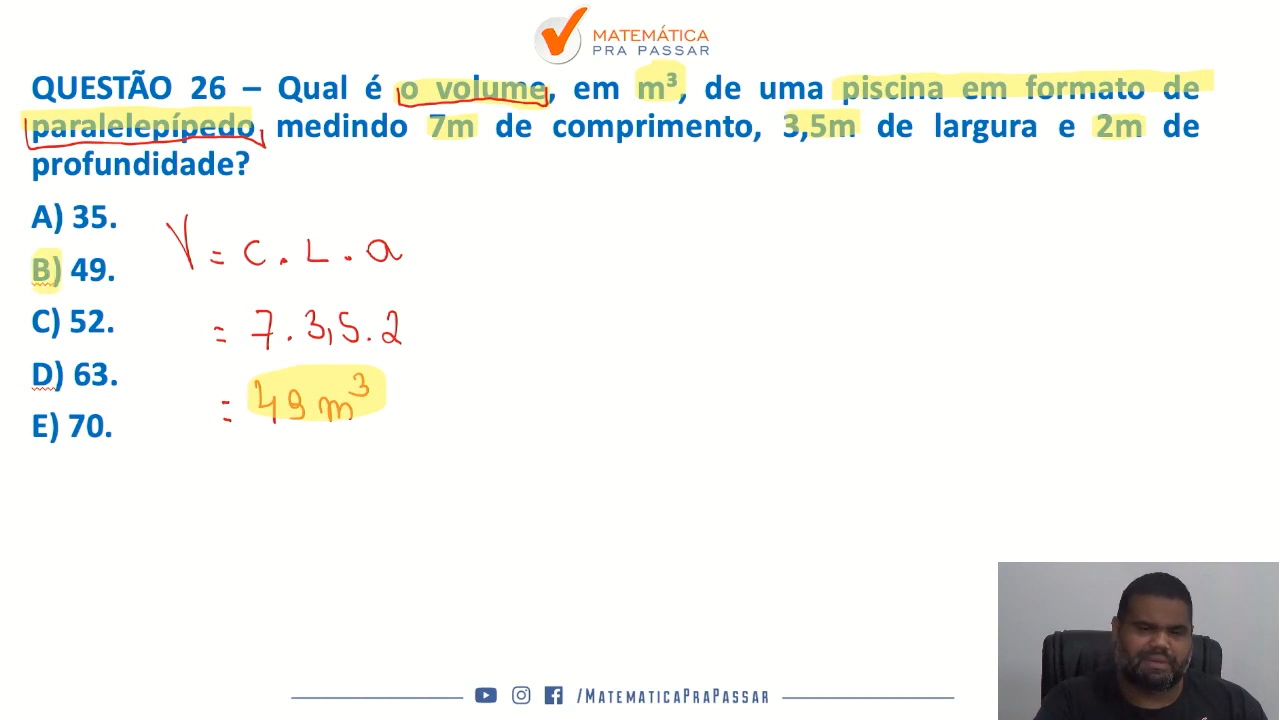 MATEMÁTICA
PRA PASSAR
QUESTÃO 26 – Qual é o volume, em m³, de uma piscina em formato de
paralelepípedo, medindo 7m de comprimento, 3,5m de largura e 2m de
profundidade?
A) 35.
B) 49.
C) 52.
D) 63.
E) 70.
V = C . L . a
= 7 . 3,5 . 2
= 49 m³
/MATEMATICAPRAPASSAR